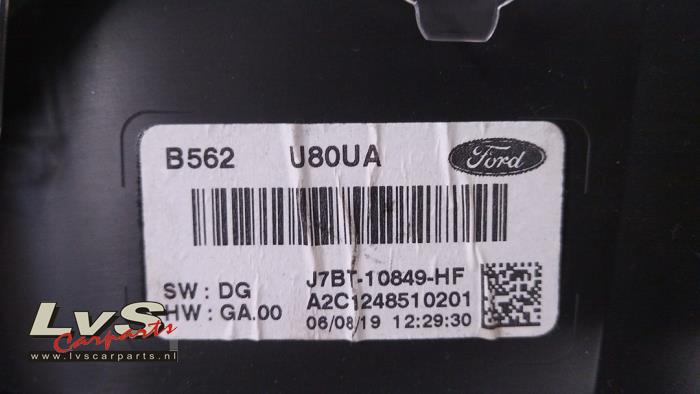 B562 U80UA Ford
J7BT-10849-HF
SW : DG
A2C1248510201
HW : GA.00
06/08/19 12:29:30
LvS
Carparts
www.lvscarparts.nl